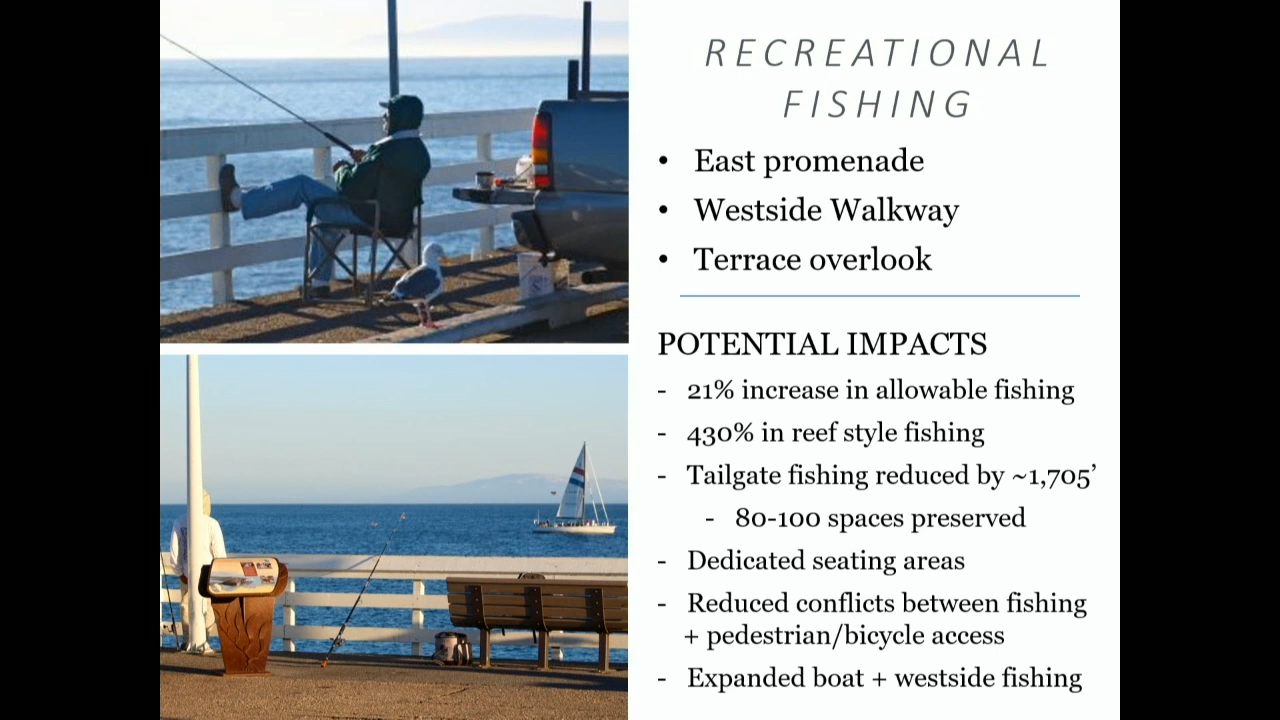 RECREATIONAL
FISHING
• East promenade
• Westside Walkway
• Terrace overlook
POTENTIAL IMPACTS
- 21% increase in allowable fishing
- 430% in reef style fishing
- Tailgate fishing reduced by ~1,705’
- 80-100 spaces preserved
- Dedicated seating areas
- Reduced conflicts between fishing
+ pedestrian/bicycle access
- Expanded boat + westside fishing